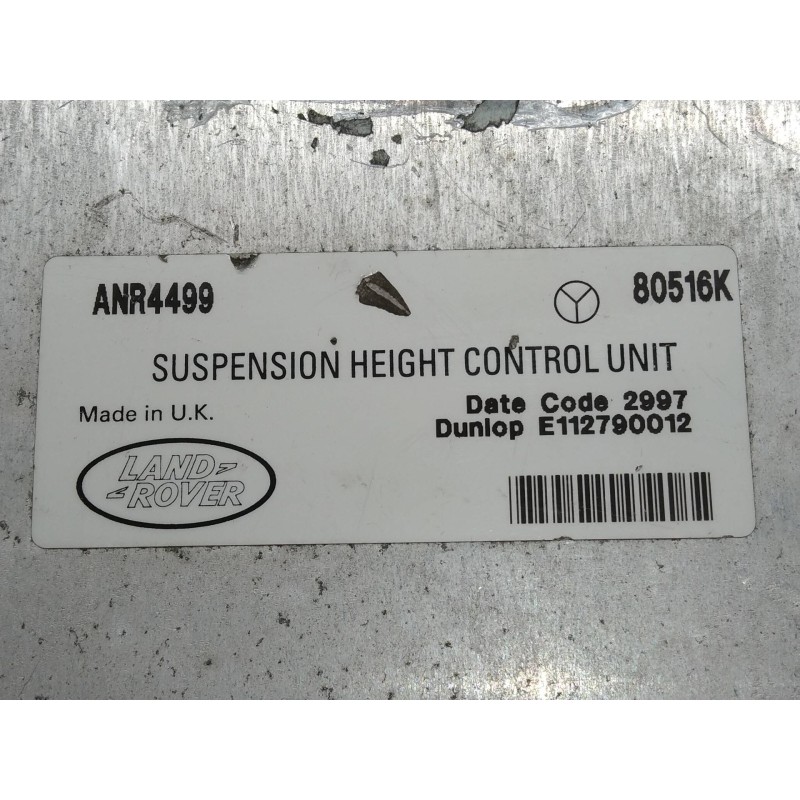 ANR4499
80516K
SUSPENSION HEIGHT CONTROL UNIT
Made in U.K.
Date Code 2997
Dunlop E112790012
LAND
ROVER